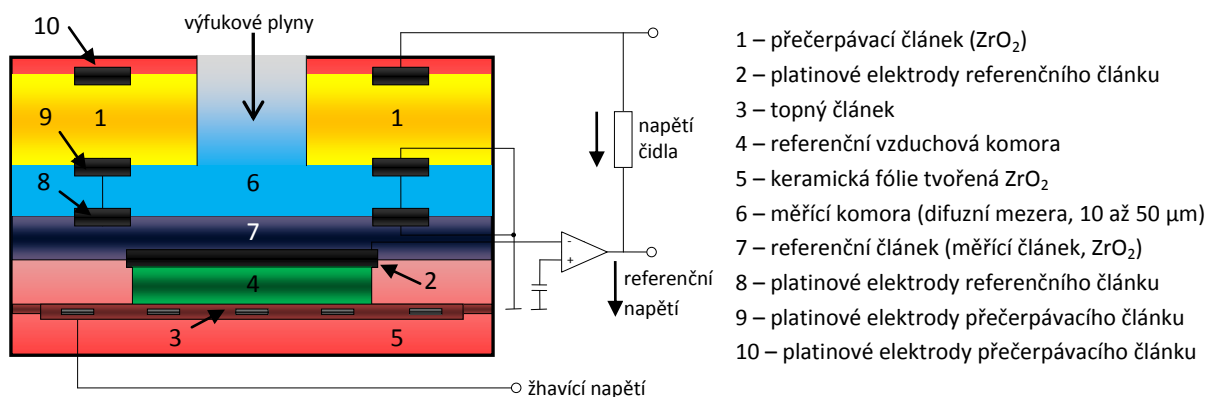 10
výfukové plyny
1
1
9
6
8
7
4
2
3
5
napětí
čidla
-
+
referenční
napětí
žhavící napětí
1 – přečerpávací článek (ZrO₂)
2 – platinové elektrody referenčního článku
3 – topný článek
4 – referenční vzduchová komora
5 – keramická fólie tvořená ZrO₂
6 – měřící komora (difuzní mezera, 10 až 50 μm)
7 – referenční článek (měřící článek, ZrO₂)
8 – platinové elektrody referenčního článku
9 – platinové elektrody přečerpávacího článku
10 – platinové elektrody přečerpávacího článku